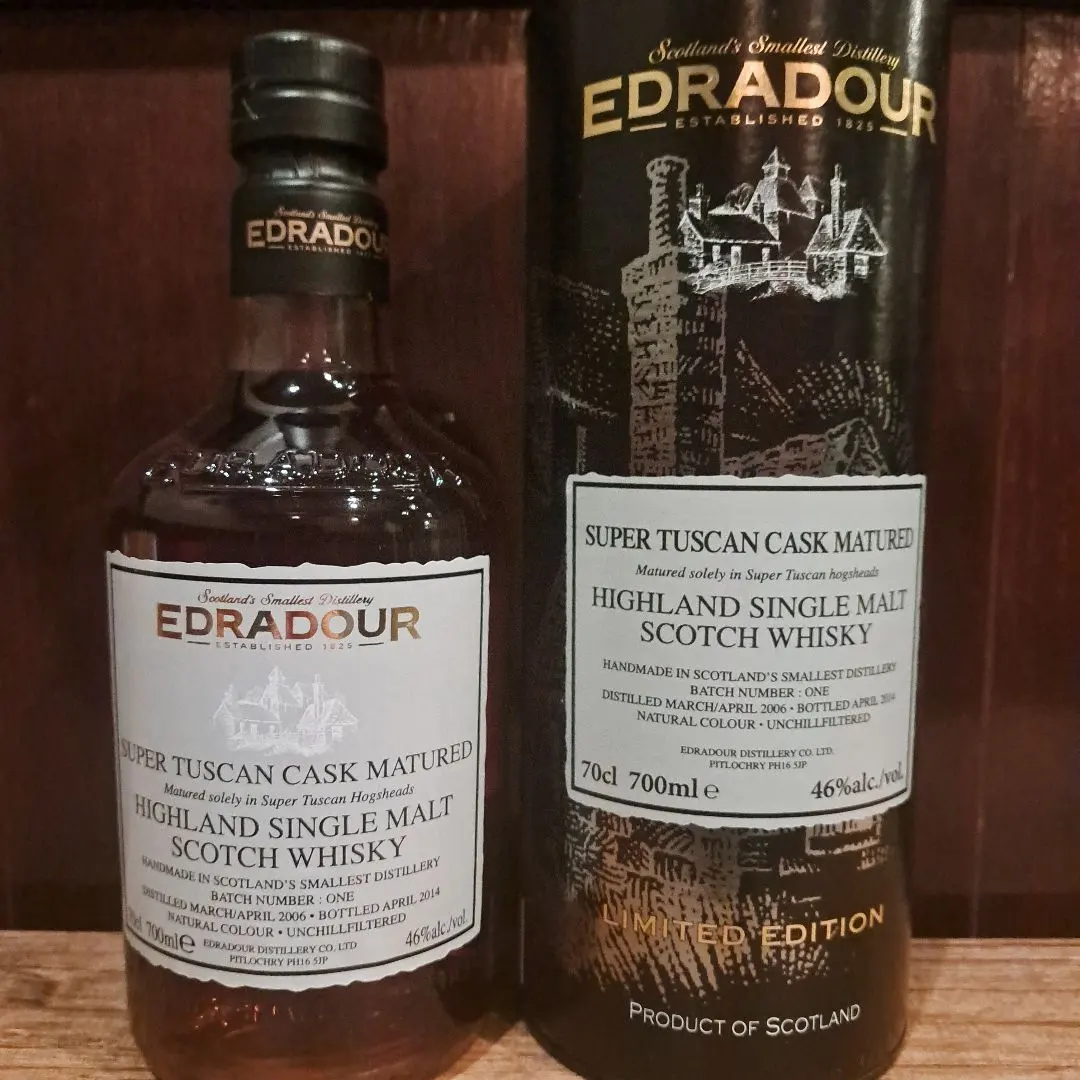 Scotland's Smallest Distillery
EDRADOU
ESTABLISHED
Scotland's Smallest Distillery
EDRADOUR
ESTABLISHED 1825
SUPER TUSCAN CASK MATURED
Matured solely in Super Tuscan Hogsheads
HIGHLAND SINGLE MALT
SCOTCH WHISKY
HANDMADE IN SCOTLAND'S SMALLEST DISTILLERY
BATCH NUMBER : ONE
DISTILLED MARCH/APRIL 2006 • BOTTLED APRIL 2014
NATURAL COLOUR • UNCHILLFILTERED
70cl 700ml e EDRADOUR DISTILLERY CO. LTD 46%alc./vol.
PITLOCHRY PH16 5JP
Scotland's Smallest Distillery
EDRADOUR
ESTABLISHED 1825
SUPER TUSCAN CASK MATURED
Matured solely in Super Tuscan hogsheads
HIGHLAND SINGLE MALT
SCOTCH WHISKY
HANDMADE IN SCOTLAND'S SMALLEST DISTILLERY
BATCH NUMBER : ONE
DISTILLED MARCH/APRIL 2006 • BOTTLED APRIL 2014
NATURAL COLOUR • UNCHILLFILTERED
EDRADOUR DISTILLERY CO. LTD.
PITLOCHRY PH16 5JP
70cl 700ml e 46%alc./vol.
LIMITED EDITION
PRODUCT OF SCOTLAND